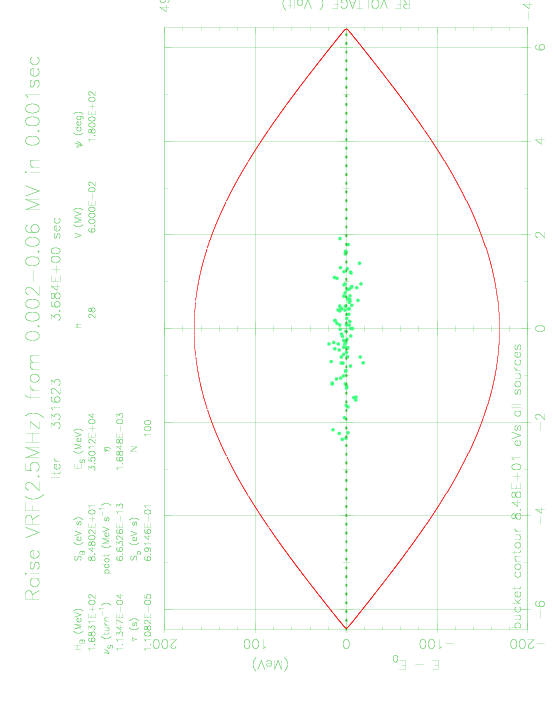 Raise VRF(2.5MHz) from 0.002-0.06 MV in 0.001sec
Iter 331623 3.684E+00 sec
H_B (MeV) S_B (eV s) E_S (MeV) H V (MV) ψ (deg)
1.6831E+02 8.4802E+01 3.5012E+04 28 6.000E-02 1.800E+02
ν_S (turn⁻¹) pdot (MeV s⁻¹) η
1.1347E-04 6.6326E-13 1.6848E-03
τ (s) S_b (eV s) N
1.1082E-05 6.9146E-01 100
200
100
0
-100
-200
E - E_0 (MeV)
RF VOLTAGE (Volt)
-6 -4 -2 0 2 4 6
bucket contour 8.48E+01 eVs all sources